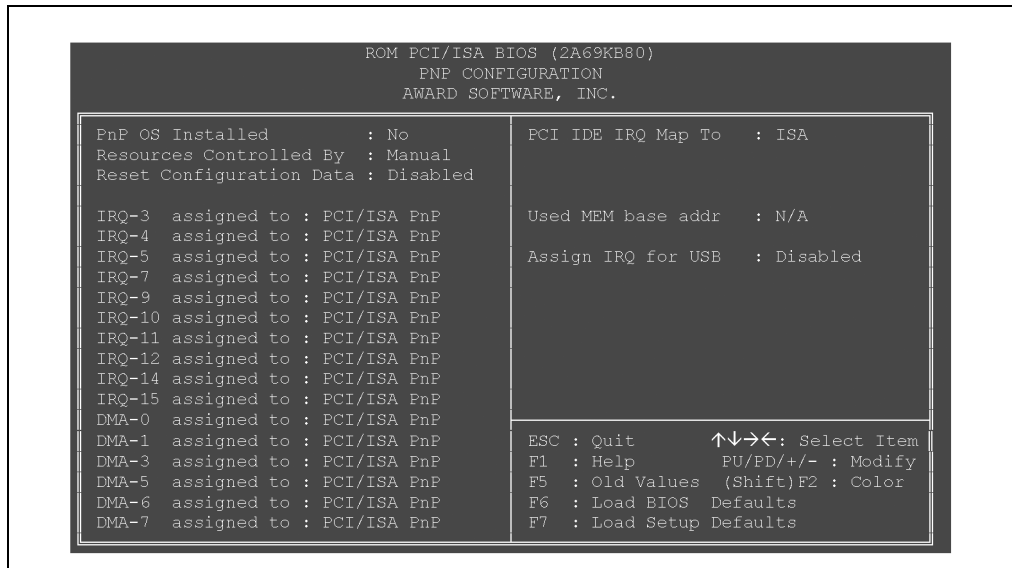 ROM PCI/ISA BIOS (2A69KB80)
PNP CONFIGURATION
AWARD SOFTWARE, INC.
PnP OS Installed : No
Resources Controlled By : Manual
Reset Configuration Data : Disabled
IRQ-3 assigned to : PCI/ISA PnP
IRQ-4 assigned to : PCI/ISA PnP
IRQ-5 assigned to : PCI/ISA PnP
IRQ-7 assigned to : PCI/ISA PnP
IRQ-9 assigned to : PCI/ISA PnP
IRQ-10 assigned to : PCI/ISA PnP
IRQ-11 assigned to : PCI/ISA PnP
IRQ-12 assigned to : PCI/ISA PnP
IRQ-14 assigned to : PCI/ISA PnP
IRQ-15 assigned to : PCI/ISA PnP
DMA-0 assigned to : PCI/ISA PnP
DMA-1 assigned to : PCI/ISA PnP
DMA-3 assigned to : PCI/ISA PnP
DMA-5 assigned to : PCI/ISA PnP
DMA-6 assigned to : PCI/ISA PnP
DMA-7 assigned to : PCI/ISA PnP
PCI IDE IRQ Map To : ISA
Used MEM base addr : N/A
Assign IRQ for USB : Disabled
ESC : Quit ↑↓→←: Select Item
F1 : Help PU/PD/+/- : Modify
F5 : Old Values (Shift)F2 : Color
F6 : Load BIOS Defaults
F7 : Load Setup Defaults